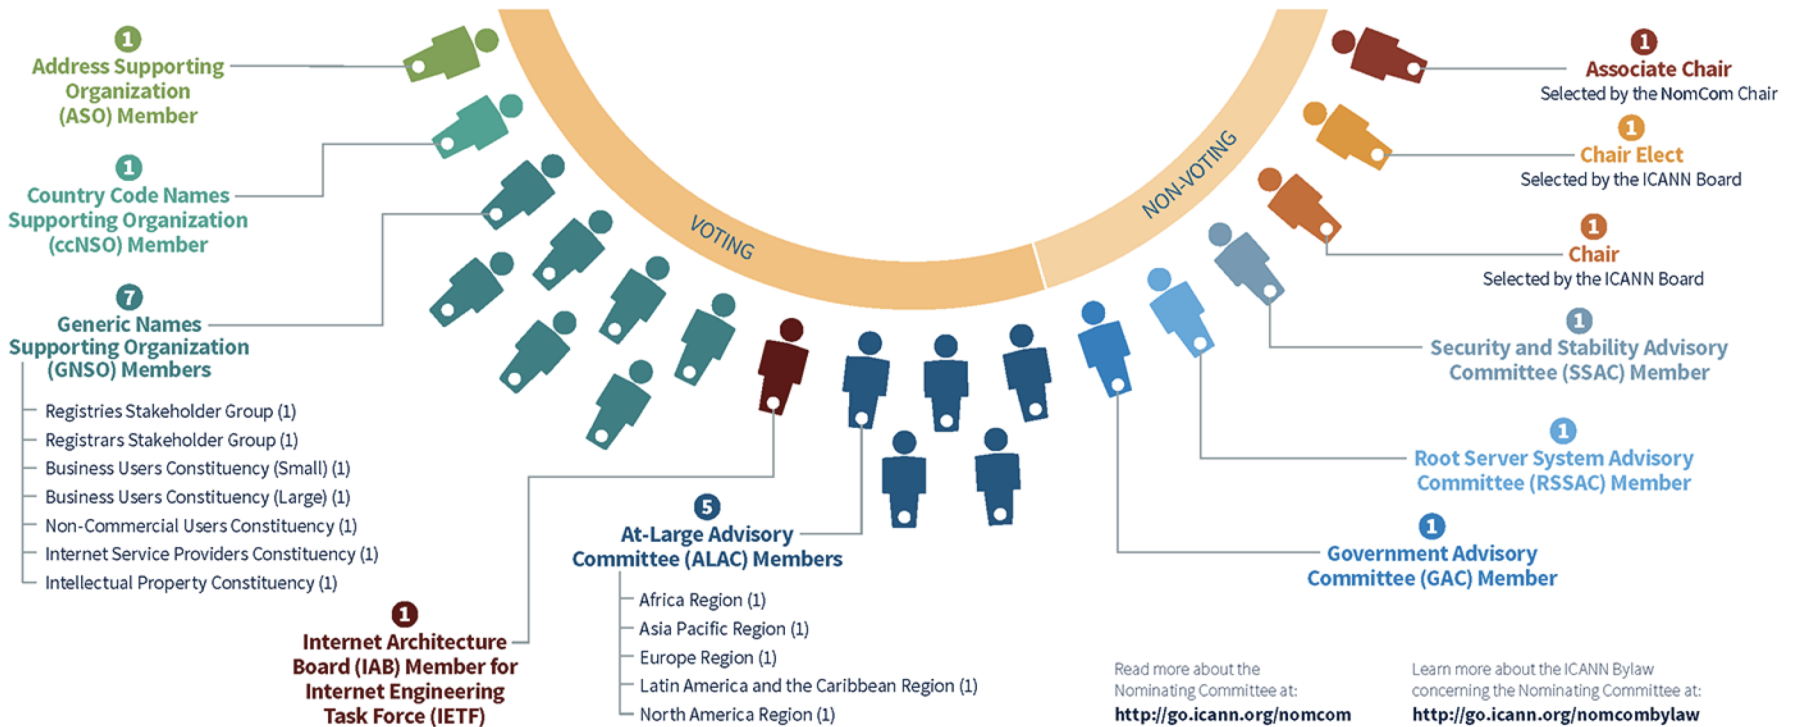 1
Address Supporting
Organization
(ASO) Member
1
Country Code Names
Supporting Organization
(ccNSO) Member
7
Generic Names
Supporting Organization
(GNSO) Members
Registries Stakeholder Group (1)
Registrars Stakeholder Group (1)
Business Users Constituency (Small) (1)
Business Users Constituency (Large) (1)
Non-Commercial Users Constituency (1)
Internet Service Providers Constituency (1)
Intellectual Property Constituency (1)
1
Internet Architecture
Board (IAB) Member for
Internet Engineering
Task Force (IETF)
VOTING
5
At-Large Advisory
Committee (ALAC) Members
Africa Region (1)
Asia Pacific Region (1)
Europe Region (1)
Latin America and the Caribbean Region (1)
North America Region (1)
NON-VOTING
1
Associate Chair
Selected by the NomCom Chair
1
Chair Elect
Selected by the ICANN Board
1
Chair
Selected by the ICANN Board
1
Security and Stability Advisory
Committee (SSAC) Member
1
Root Server System Advisory
Committee (RSSAC) Member
1
Government Advisory
Committee (GAC) Member
Read more about the
Nominating Committee at:
http://go.icann.org/nomcom
Learn more about the ICANN Bylaw
concerning the Nominating Committee at:
http://go.icann.org/nomcombylaw